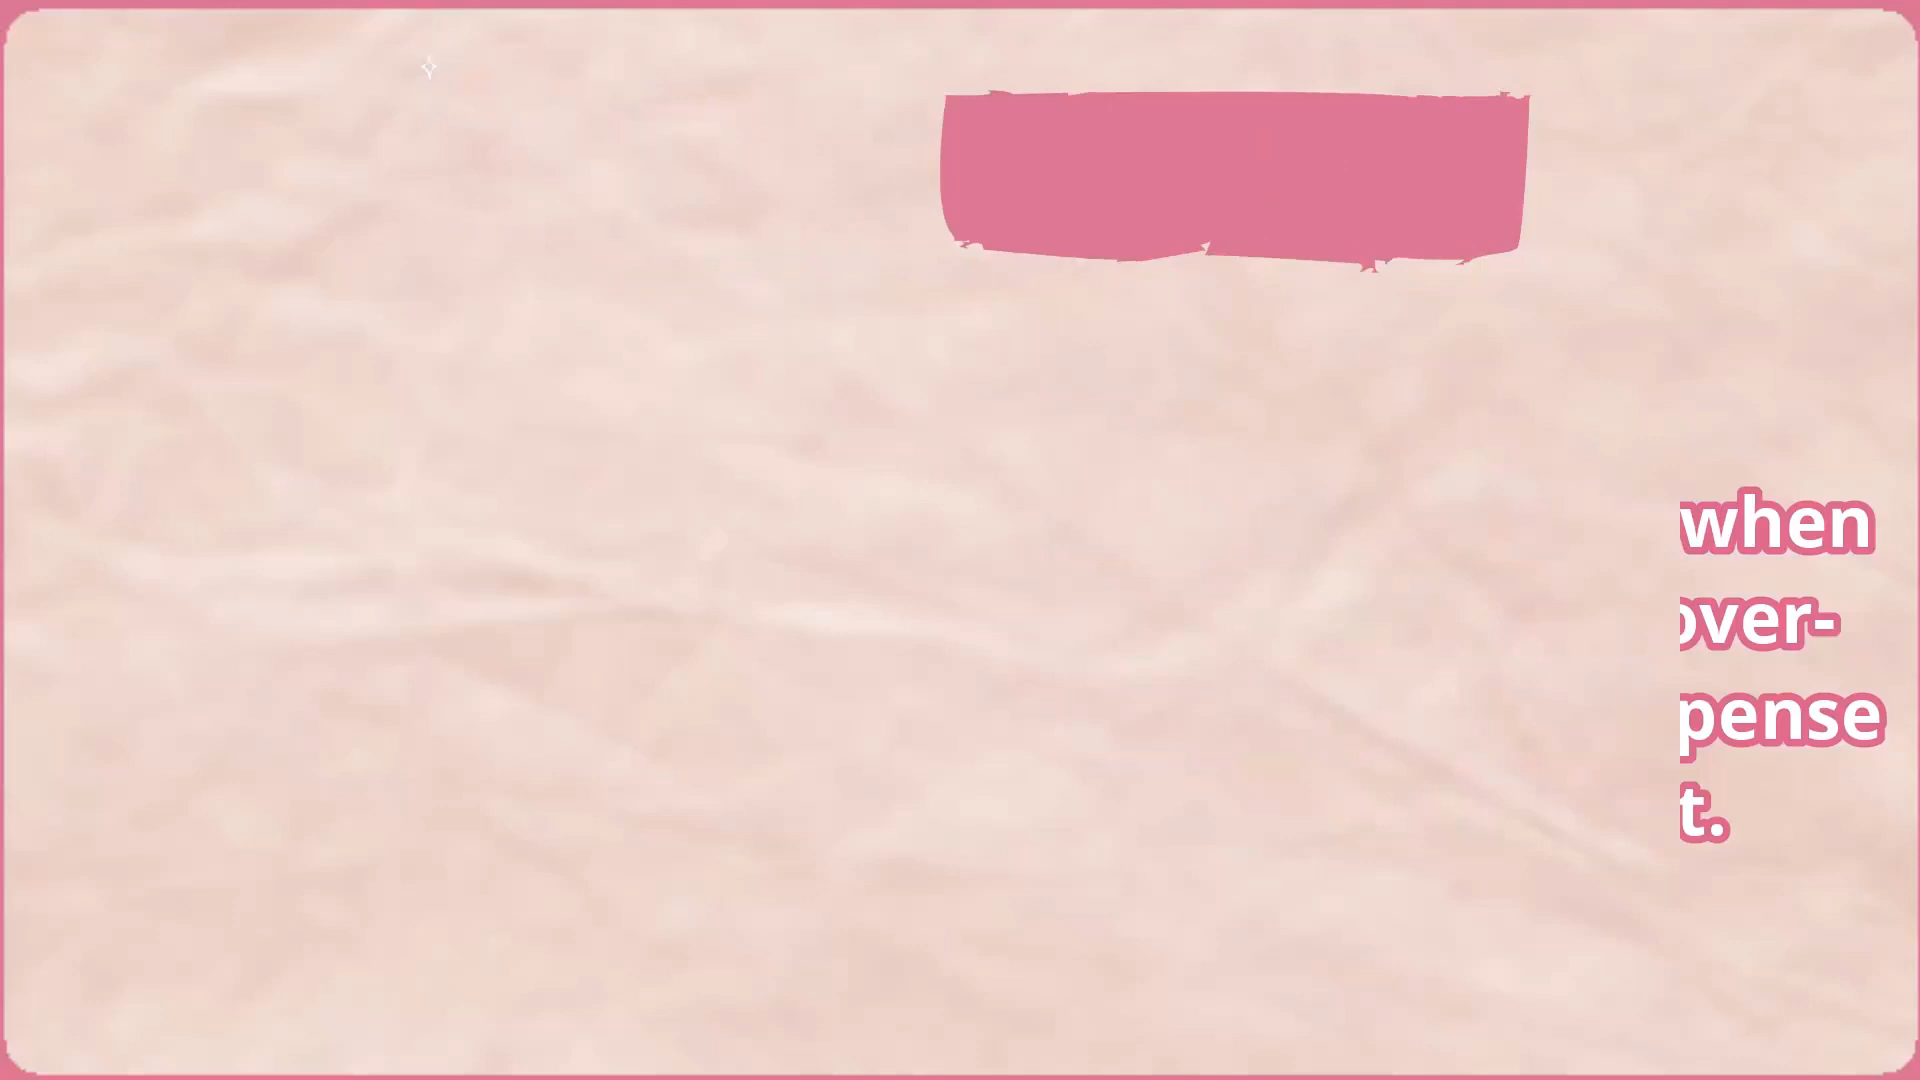 when
over-
pense
t.